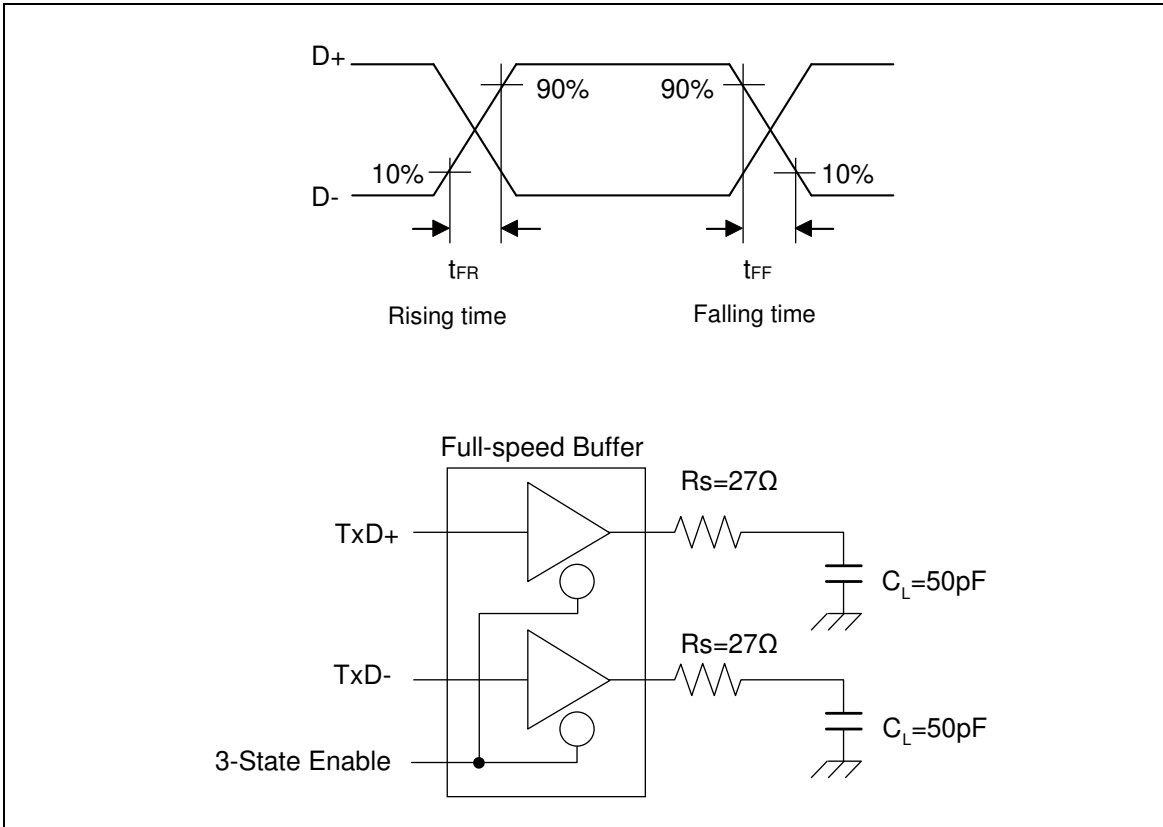 D+
90% 90%
10% 10%
D-
tFR tFF
Rising time Falling time
Full-speed Buffer
Rs=27Ω
TxD+
CL=50pF
Rs=27Ω
TxD-
CL=50pF
3-State Enable